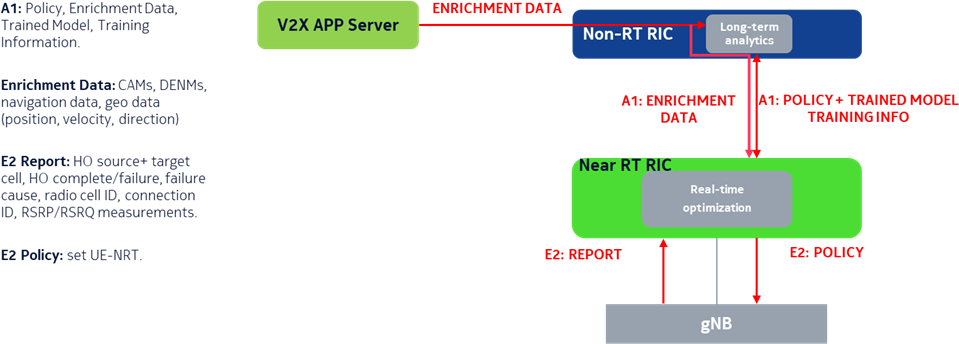 A1: Policy, Enrichment Data,
Trained Model, Training
Information.
Enrichment Data: CAMs, DENMs,
navigation data, geo data
(position, velocity, direction)
E2 Report: HO source+ target
cell, HO complete/failure, failure
cause, radio cell ID, connection
ID, RSRP/RSRQ measurements.
E2 Policy: set UE-NRT.
V2X APP Server
ENRICHMENT DATA
Non-RT RIC
Long-term
analytics
A1: ENRICHMENT
DATA
A1: POLICY + TRAINED MODEL
TRAINING INFO
Near RT RIC
Real-time
optimization
E2: REPORT
E2: POLICY
gNB